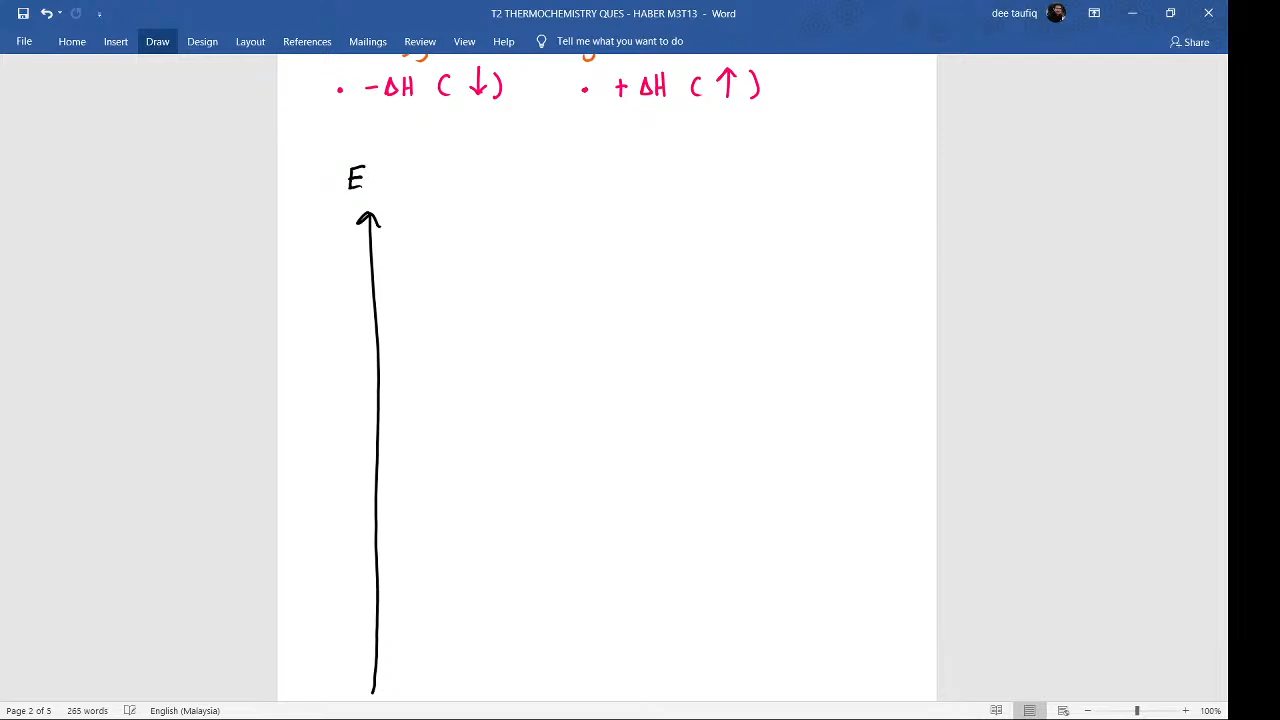 T2 THERMOCHEMISTRY QUES - HABER M3T13 - Word
dee taufiq
File Home Insert Draw Design Layout References Mailings Review View Help Tell me what you want to do Share
• -ΔH ( ↓ ) • + ΔH ( ↑ )
E
Page 2 of 5 265 words English (Malaysia) 100%